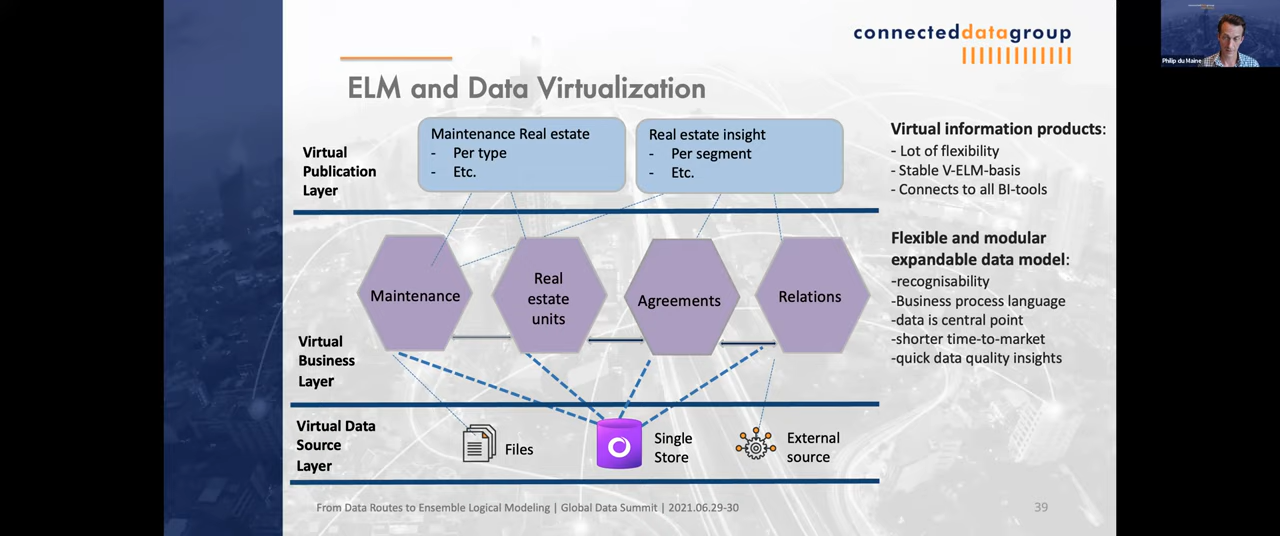 connecteddatagroup
Philip du Maine
ELM and Data Virtualization
Virtual
Publication
Layer
Maintenance Real estate
- Per type
- Etc.
Real estate insight
- Per segment
- Etc.
Virtual information products:
- Lot of flexibility
- Stable V-ELM-basis
- Connects to all BI-tools
Flexible and modular
expandable data model:
-recognisability
-Business process language
-data is central point
-shorter time-to-market
-quick data quality insights
Maintenance
Real
estate
units
Agreements
Relations
Virtual
Business
Layer
Virtual Data
Source
Layer
Files
Single
Store
External
source
From Data Routes to Ensemble Logical Modeling | Global Data Summit | 2021.06.29-30
39